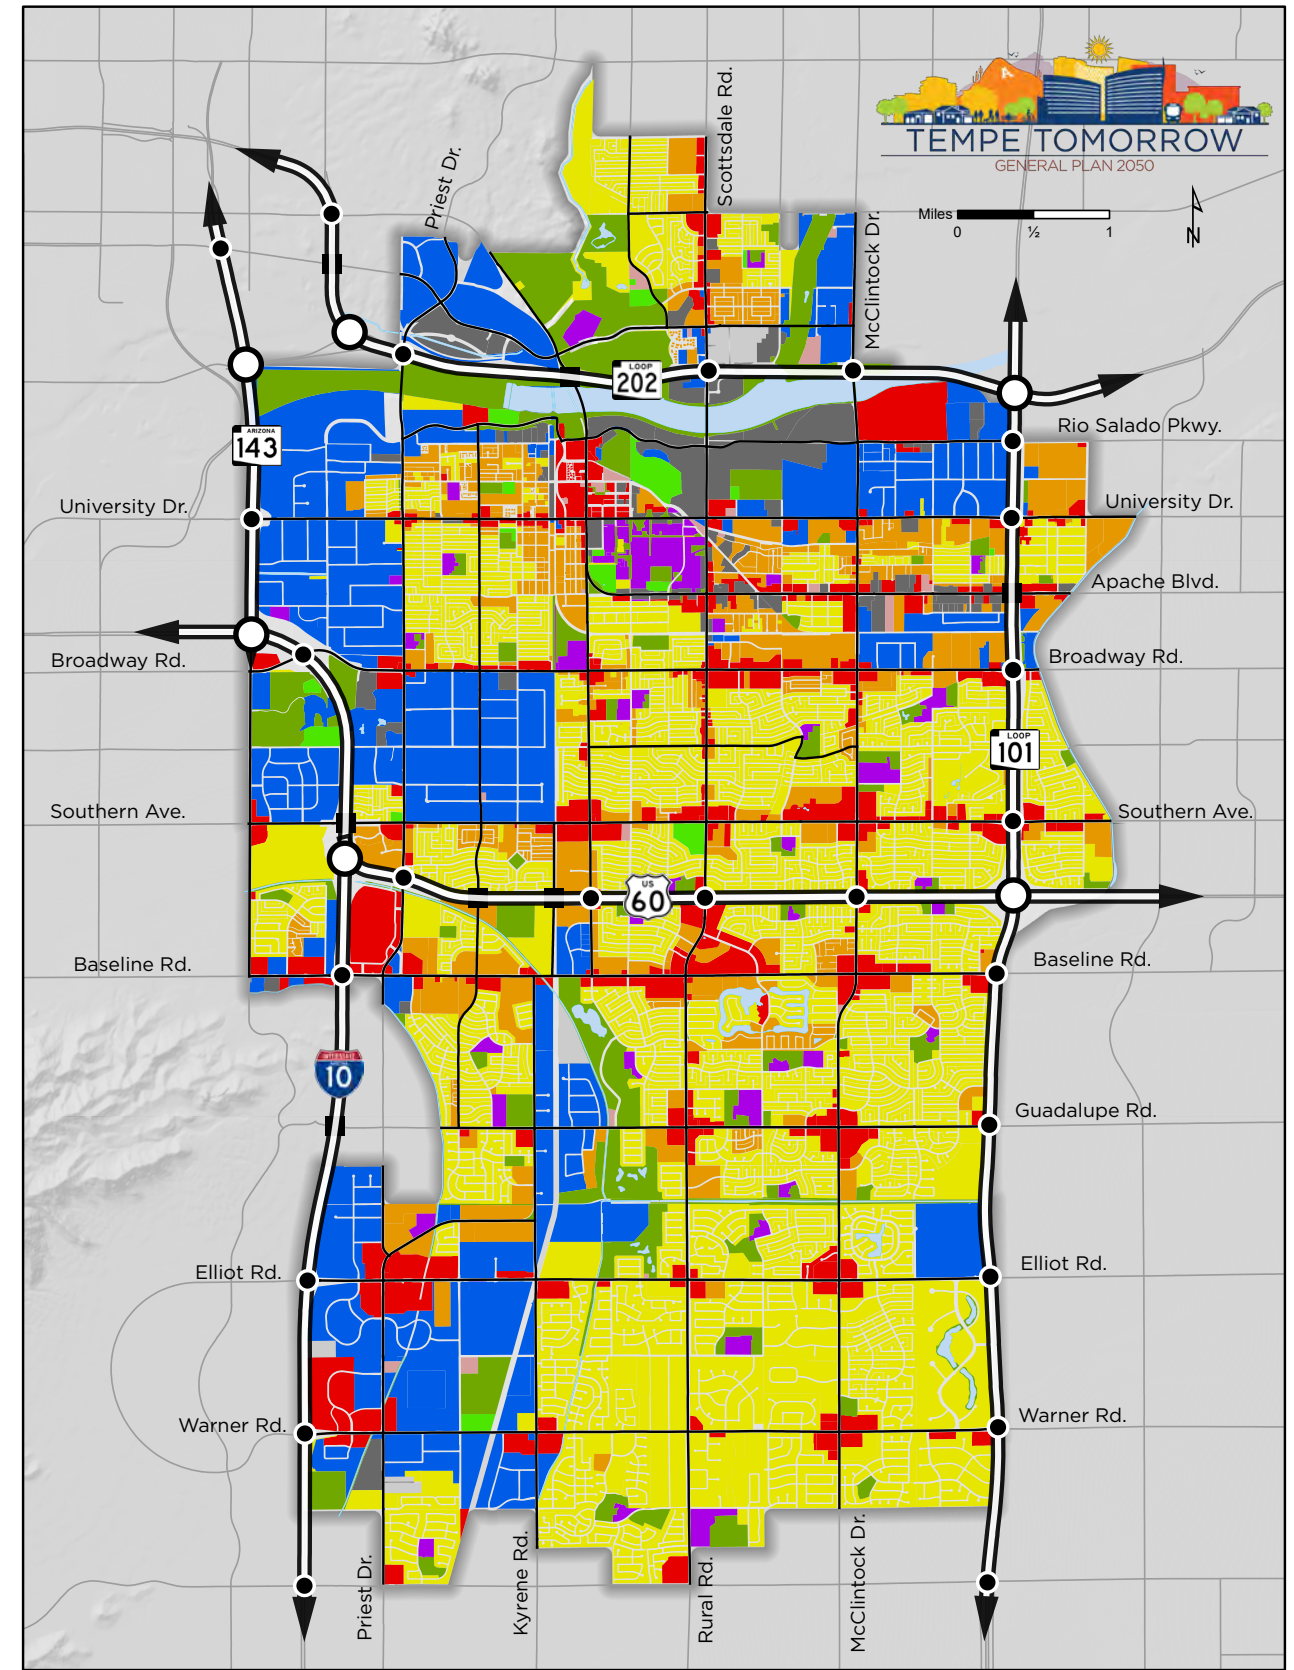 TEMPE TOMORROW
GENERAL PLAN 2050
Miles
0
½
1
N
Priest Dr.
Scottsdale Rd.
McClintock Dr.
LOOP
202
ARIZONA
143
Rio Salado Pkwy.
University Dr.
University Dr.
Apache Blvd.
Broadway Rd.
Broadway Rd.
LOOP
101
Southern Ave.
Southern Ave.
US
60
Baseline Rd.
Baseline Rd.
INTERSTATE
10
Guadalupe Rd.
Elliot Rd.
Elliot Rd.
Warner Rd.
Warner Rd.
Priest Dr.
Kyrene Rd.
Rural Rd.
McClintock Dr.